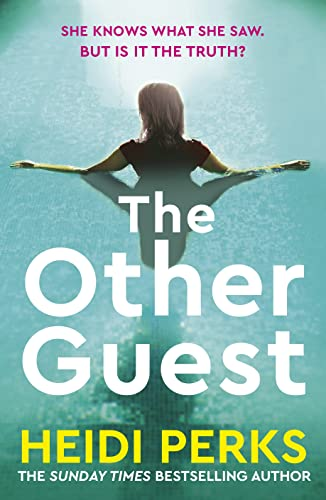 SHE KNOWS WHAT SHE SAW.
BUT IS IT THE TRUTH?
The
Other
Guest
HEIDI PERKS
THE SUNDAY TIMES BESTSELLING AUTHOR